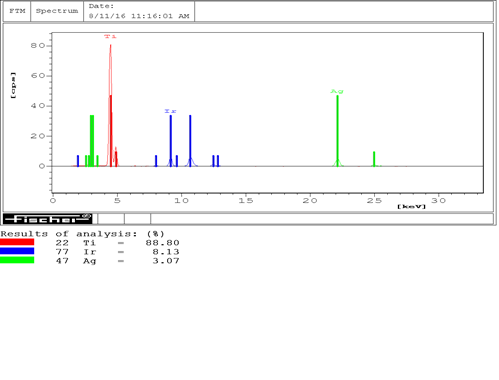 FTM Spectrum Date:
8/11/16 11:16:01 AM
Ti
80
60
[cps]
40
Ir
Ag
20
0
0 5 10 15 20 25 30
[keV]
Fischer®
Results of analysis: (%)
22 Ti = 88.80
77 Ir = 8.13
47 Ag = 3.07